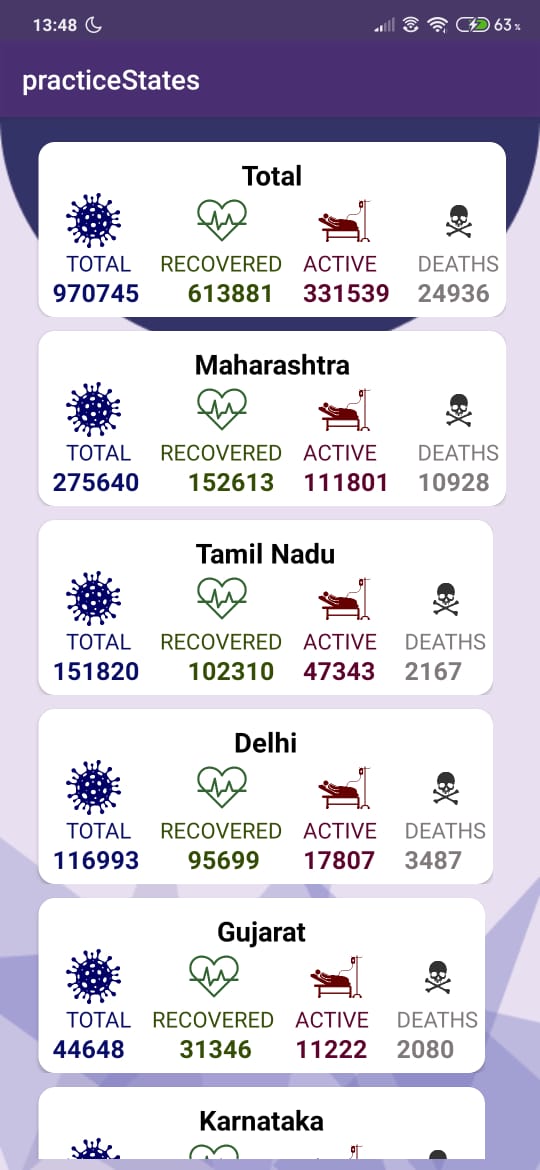 13:48 63%
practiceStates
Total
TOTAL RECOVERED ACTIVE DEATHS
970745 613881 331539 24936
Maharashtra
TOTAL RECOVERED ACTIVE DEATHS
275640 152613 111801 10928
Tamil Nadu
TOTAL RECOVERED ACTIVE DEATHS
151820 102310 47343 2167
Delhi
TOTAL RECOVERED ACTIVE DEATHS
116993 95699 17807 3487
Gujarat
TOTAL RECOVERED ACTIVE DEATHS
44648 31346 11222 2080
Karnataka